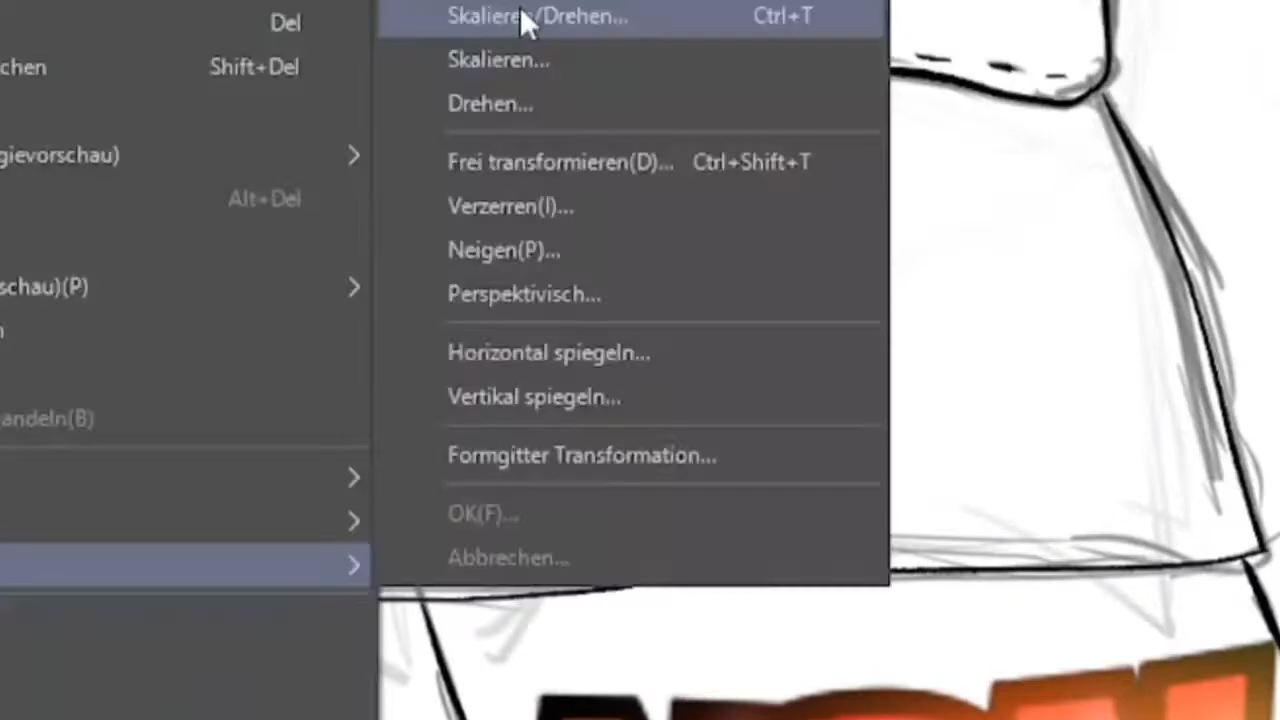 Del
chen Shift+Del
gievorschau)
Alt+Del
schau)(P)
n
andeln(B)
Skalieren/Drehen... Ctrl+T
Skalieren...
Drehen...
Frei transformieren(D)... Ctrl+Shift+T
Verzerren(I)...
Neigen(P)...
Perspektivisch...
Horizontal spiegeln...
Vertikal spiegeln...
Formgitter Transformation...
OK(F)...
Abbrechen...